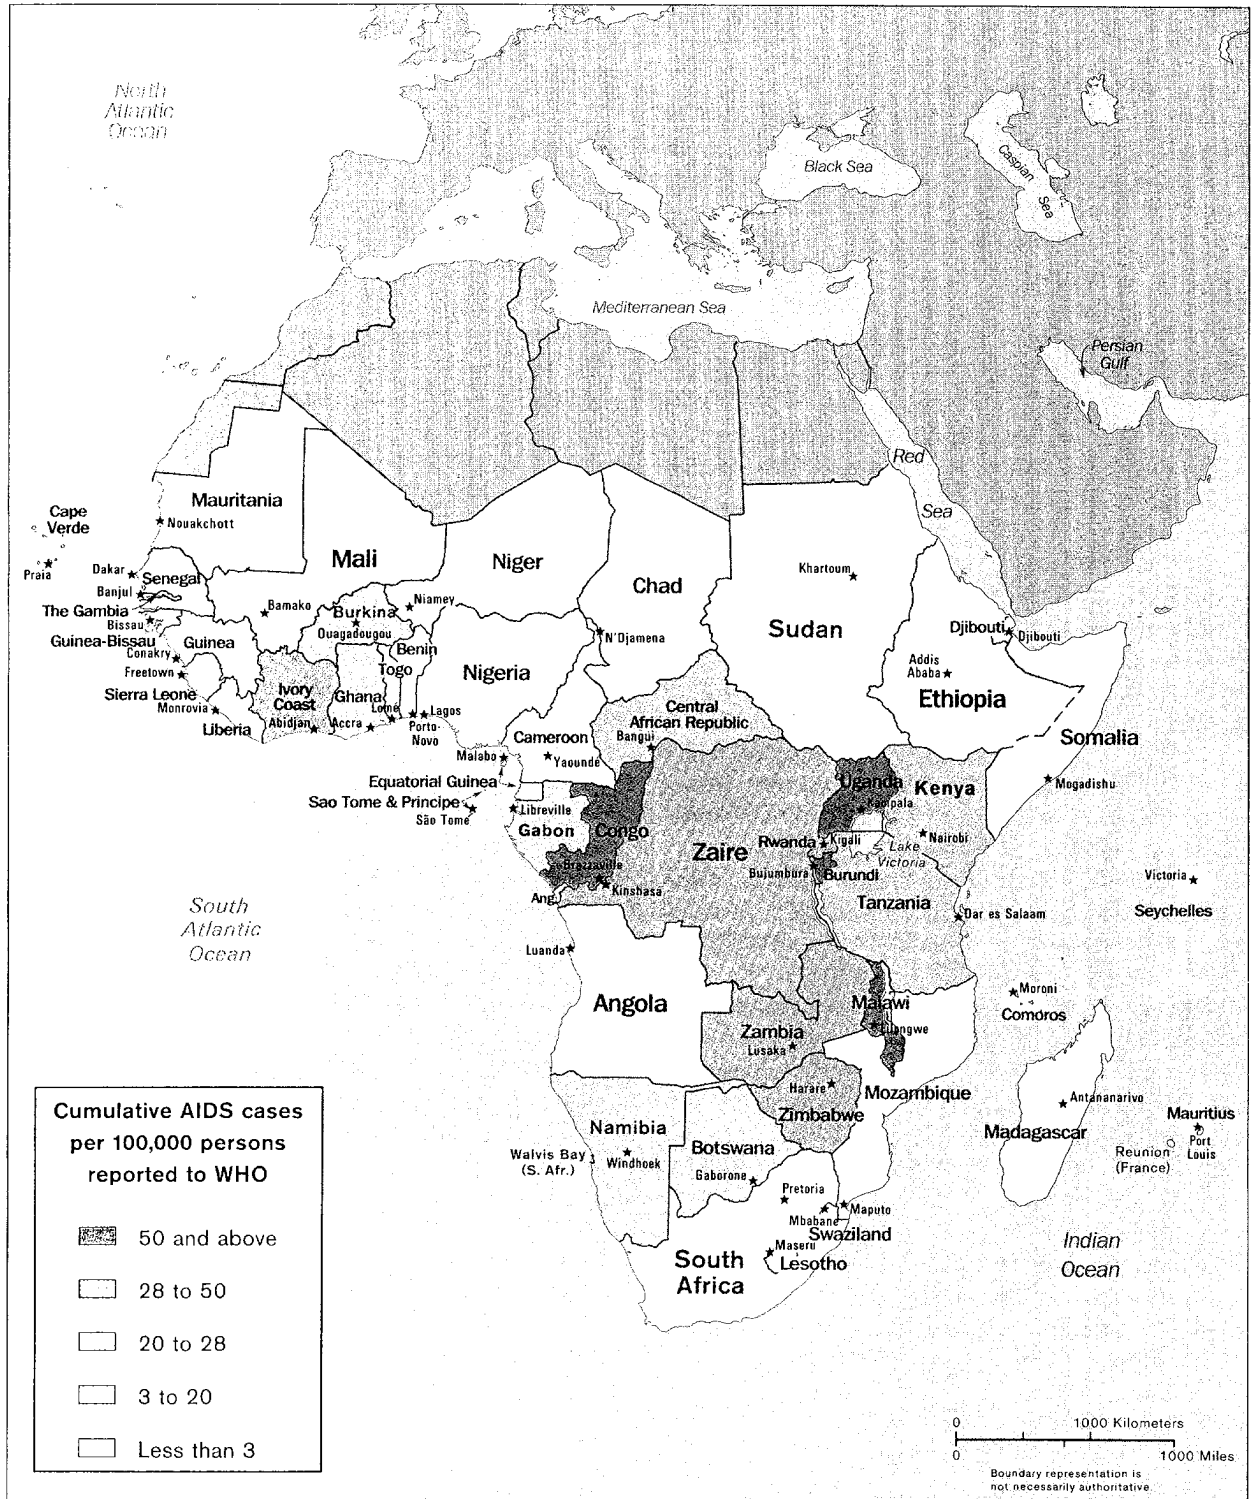 North
Atlantic
Ocean
Black Sea
Caspian
Sea
Mediterranean Sea
Persian
Gulf
Red
Sea
Mauritania
Nouakchott
Cape
Verde
Praia
Dakar
Senegal
Banjul
The Gambia
Bissau
Guinea-Bissau
Guinea
Conakry
Freetown
Sierra Leone
Monrovia
Liberia
Mali
Bamako
Burkina
Ouagadougou
Niger
Niamey
Benin
Togo
Ivory
Coast
Abidjan
Ghana
Accra
Lomé
Porto-
Novo
Lagos
Nigeria
Chad
N'Djamena
Sudan
Khartoum
Djibouti
Djibouti
Addis
Ababa
Ethiopia
Somalia
Mogadishu
Central
African Republic
Bangui
Cameroon
Yaoundé
Malabo
Equatorial Guinea
Sao Tome & Principe
São Tome
Libreville
Gabon
Congo
Brazzaville
Kinshasa
Zaire
Uganda
Kampala
Kenya
Nairobi
Rwanda
Kigali
Lake
Victoria
Bujumbura
Burundi
Tanzania
Dar es Salaam
Victoria
Seychelles
Ang.
Luanda
South
Atlantic
Ocean
Angola
Zambia
Lusaka
Malawi
Lilongwe
Moroni
Comoros
Harare
Zimbabwe
Mozambique
Antananarivo
Madagascar
Mauritius
Port
Louis
Reunion
(France)
Namibia
Windhoek
Walvis Bay
(S. Afr.)
Botswana
Gaborone
Pretoria
Mbabane
Maputo
Swaziland
Maseru
Lesotho
South
Africa
Indian
Ocean
Cumulative AIDS cases
per 100,000 persons
reported to WHO
50 and above
28 to 50
20 to 28
3 to 20
Less than 3
0 1000 Kilometers
0 1000 Miles
Boundary representation is
not necessarily authoritative.